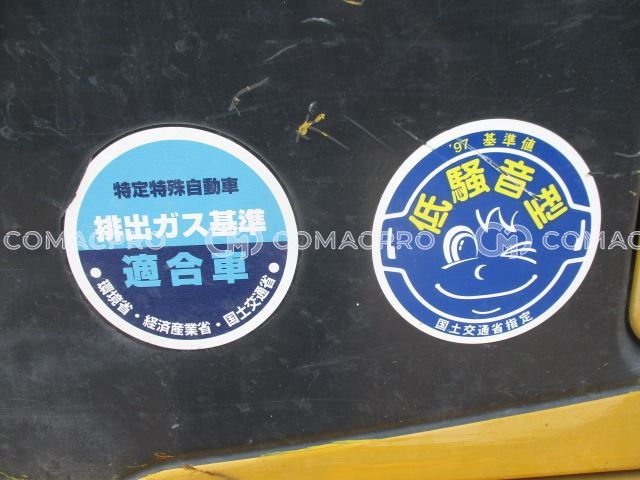 特定特殊自動車
排出ガス基準
適合車
●環境省・経済産業省・国土交通省●
'97 基準値
低騒音型
国土交通省指定
COMACPRO COMACPRO COMACPRO